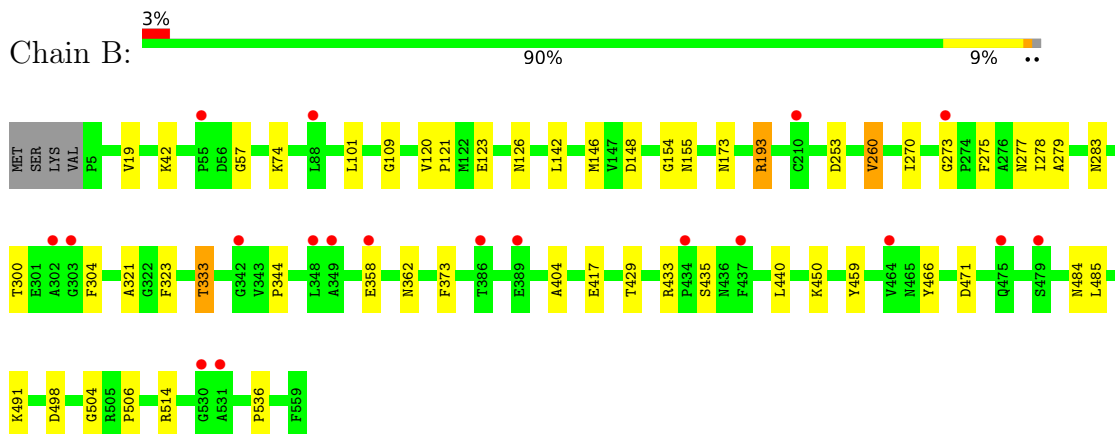 3%
Chain B:
90% 9% ••
MET SER LYS VAL P5 V19 K42 P55 D56 G57 K74 L88 L101 G109 V120 P121 M122 E123 N126 L142 M146 V147 D148 G154 N155 N173 R193 C210 D253 V260 I270 G273 P274 F275 A276 N277 I278 A279 N283
T300 E301 A302 G303 F304 A321 G322 F323 T333 G342 V343 P344 L348 A349 E358 N362 F373 T386 E389 A404 E417 T429 R433 P434 S435 N436 F437 L440 K450 Y459 V464 N465 Y466 D471 Q475 S479 N484 L485
K491 D498 G504 R505 P506 R514 G530 A531 P536 F559